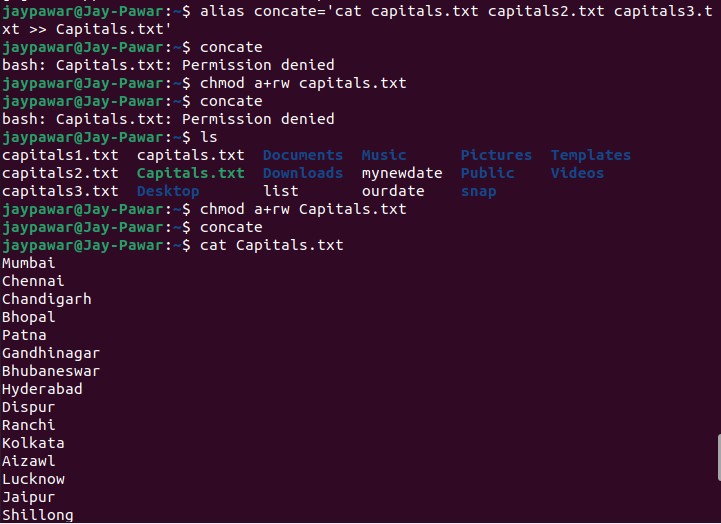 jaypawar@Jay-Pawar:~$ alias concate='cat capitals.txt capitals2.txt capitals3.t
xt >> Capitals.txt'
jaypawar@Jay-Pawar:~$ concate
bash: Capitals.txt: Permission denied
jaypawar@Jay-Pawar:~$ chmod a+rw capitals.txt
jaypawar@Jay-Pawar:~$ concate
bash: Capitals.txt: Permission denied
jaypawar@Jay-Pawar:~$ ls
capitals1.txt capitals.txt Documents Music Pictures Templates
capitals2.txt Capitals.txt Downloads mynewdate Public Videos
capitals3.txt Desktop list ourdate snap
jaypawar@Jay-Pawar:~$ chmod a+rw Capitals.txt
jaypawar@Jay-Pawar:~$ concate
jaypawar@Jay-Pawar:~$ cat Capitals.txt
Mumbai
Chennai
Chandigarh
Bhopal
Patna
Gandhinagar
Bhubaneswar
Hyderabad
Dispur
Ranchi
Kolkata
Aizawl
Lucknow
Jaipur
Shillong